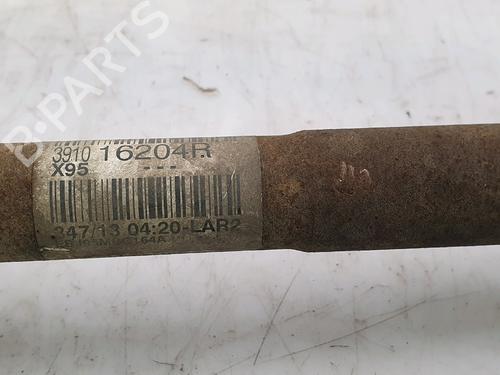 B-PARTS
3910 16204R
X95 ----
347/13 04:20-LAR2